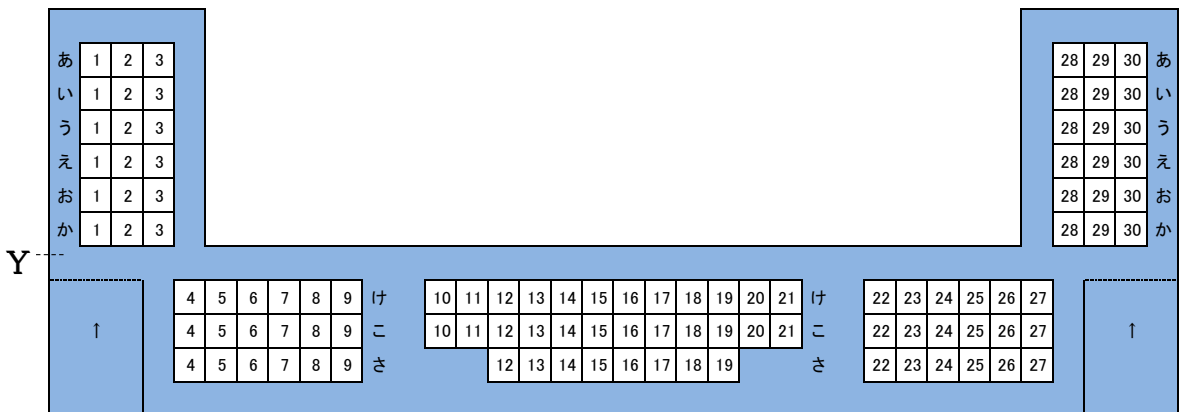 あ 1 2 3 28 29 30 あ
い 1 2 3 28 29 30 い
う 1 2 3 28 29 30 う
え 1 2 3 28 29 30 え
お 1 2 3 28 29 30 お
か 1 2 3 28 29 30 か
Y
4 5 6 7 8 9 け 10 11 12 13 14 15 16 17 18 19 20 21 け 22 23 24 25 26 27
↑ 4 5 6 7 8 9 こ 10 11 12 13 14 15 16 17 18 19 20 21 こ 22 23 24 25 26 27 ↑
4 5 6 7 8 9 さ 12 13 14 15 16 17 18 19 さ 22 23 24 25 26 27